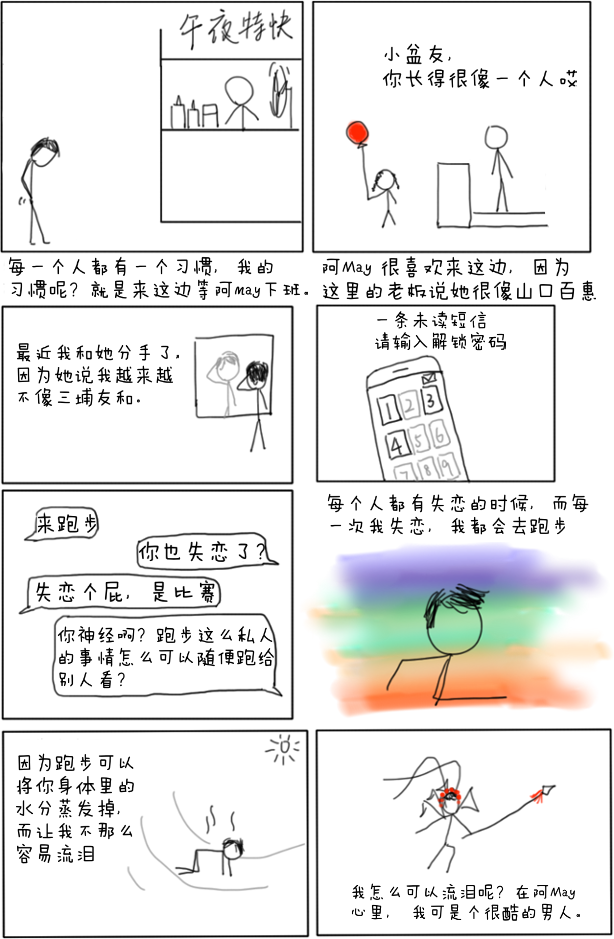 午夜特快
小盆友,
你长得很像一个人哎
每一个人都有一个习惯, 我的
习惯呢? 就是来这边等阿May下班。
阿May 很喜欢来这边, 因为
这里的老板说她很像山口百惠
最近我和她分手了,
因为她说我越来越
不像三埔友和。
一条未读短信
请输入解锁密码
1 2 3
4 5 6
7 8 9
来跑步
你也失恋了?
失恋个屁, 是比赛
你神经啊? 跑步这么私人
的事情怎么可以随便跑给
别人看?
每个人都有失恋的时候, 而每
一次我失恋, 我都会去跑步
因为跑步可以
将你身体里的
水分蒸发掉,
而让我不那么
容易流泪
我怎么可以流泪呢? 在阿May
心里, 我可是个很酷的男人。